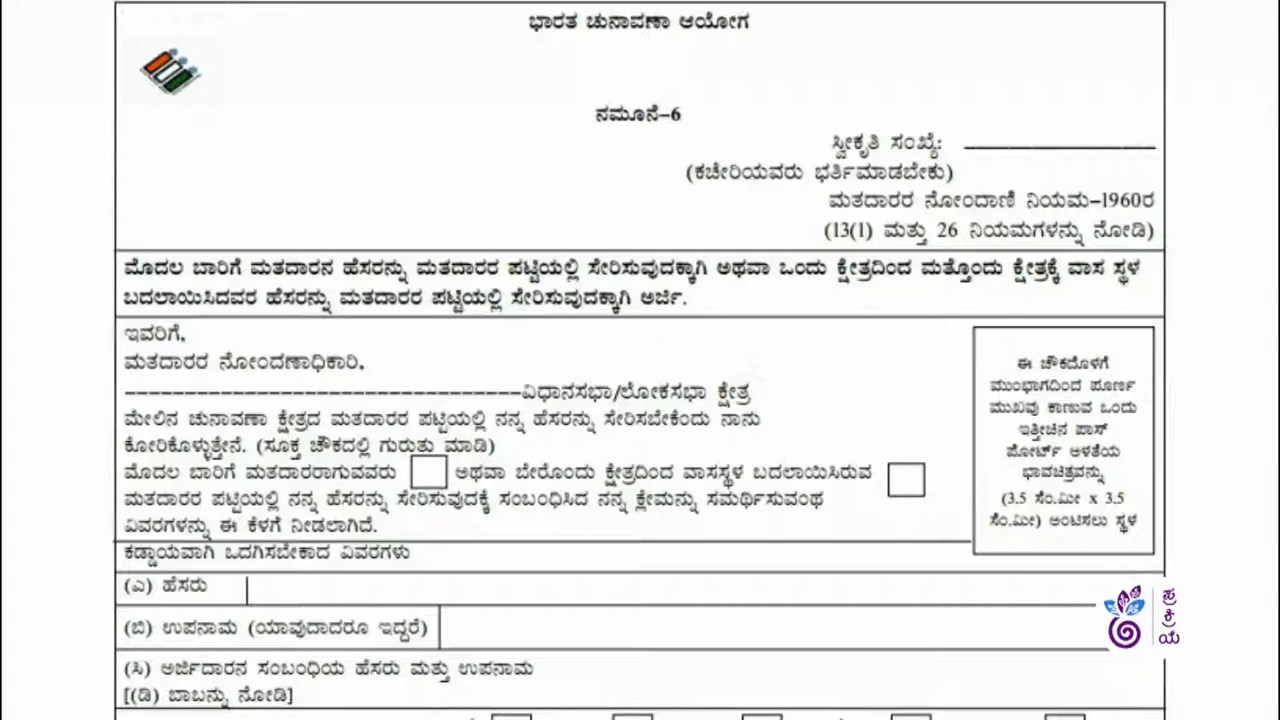 ಭಾರತ ಚುನಾವಣಾ ಆಯೋಗ
ನಮೂನೆ–6
ಸ್ವೀಕೃತಿ ಸಂಖ್ಯೆ:
(ಕಚೇರಿಯವರು ಭರ್ತಿಮಾಡಬೇಕು)
ಮತದಾರರ ನೋಂದಾಣಿ ನಿಯಮ–1960ರ
(13(1) ಮತ್ತು 26 ನಿಯಮಗಳನ್ನು ನೋಡಿ)
ಮೊದಲ ಬಾರಿಗೆ ಮತದಾರನ ಹೆಸರನ್ನು ಮತದಾರರ ಪಟ್ಟಿಯಲ್ಲಿ ಸೇರಿಸುವುದಕ್ಕಾಗಿ ಅಥವಾ ಒಂದು ಕ್ಷೇತ್ರದಿಂದ ಮತ್ತೊಂದು ಕ್ಷೇತ್ರಕ್ಕೆ ವಾಸ ಸ್ಥಳ
ಬದಲಾಯಿಸಿದವರ ಹೆಸರನ್ನು ಮತದಾರರ ಪಟ್ಟಿಯಲ್ಲಿ ಸೇರಿಸುವುದಕ್ಕಾಗಿ ಅರ್ಜಿ.
ಇವರಿಗೆ,
ಮತದಾರರ ನೋಂದಣಾಧಿಕಾರಿ,
––––––––––––––––––––––––––––––––––ವಿಧಾನಸಭಾ/ಲೋಕಸಭಾ ಕ್ಷೇತ್ರ
ಮೇಲಿನ ಚುನಾವಣಾ ಕ್ಷೇತ್ರದ ಮತದಾರರ ಪಟ್ಟಿಯಲ್ಲಿ ನನ್ನ ಹೆಸರನ್ನು ಸೇರಿಸಬೇಕೆಂದು ನಾನು
ಕೋರಿಕೊಳ್ಳುತ್ತೇನೆ. (ಸೂಕ್ತ ಚೌಕದಲ್ಲಿ ಗುರುತು ಮಾಡಿ)
ಮೊದಲ ಬಾರಿಗೆ ಮತದಾರರಾಗುವವರು ಅಥವಾ ಬೇರೊಂದು ಕ್ಷೇತ್ರದಿಂದ ವಾಸಸ್ಥಳ ಬದಲಾಯಿಸಿರುವ
ಮತದಾರರ ಪಟ್ಟಿಯಲ್ಲಿ ನನ್ನ ಹೆಸರನ್ನು ಸೇರಿಸುವುದಕ್ಕೆ ಸಂಬಂಧಿಸಿದ ನನ್ನ ಕ್ಲೇಮನ್ನು ಸಮರ್ಥಿಸುವಂಥ
ವಿವರಗಳನ್ನು ಈ ಕೆಳಗೆ ನೀಡಲಾಗಿದೆ.
ಈ ಚೌಕದೊಳಗೆ
ಮುಂಭಾಗದಿಂದ ಪೂರ್ಣ
ಮುಖವು ಕಾಣುವ ಒಂದು
ಇತ್ತೀಚಿನ ಪಾಸ್
ಪೋರ್ಟ್ ಅಳತೆಯ
ಭಾವಚಿತ್ರವನ್ನು
(3.5 ಸೆಂ.ಮೀ x 3.5
ಸೆಂ.ಮೀ) ಅಂಟಿಸಲು ಸ್ಥಳ
ಕಡ್ಡಾಯವಾಗಿ ಒದಗಿಸಬೇಕಾದ ವಿವರಗಳು
(ಎ) ಹೆಸರು
(ಬಿ) ಉಪನಾಮ (ಯಾವುದಾದರೂ ಇದ್ದರೆ)
(ಸಿ) ಅರ್ಜಿದಾರನ ಸಂಬಂಧಿಯ ಹೆಸರು ಮತ್ತು ಉಪನಾಮ
[(ಡಿ) ಬಾಬನ್ನು ನೋಡಿ]
ಪ್ರಕ್ರಿಯೆ